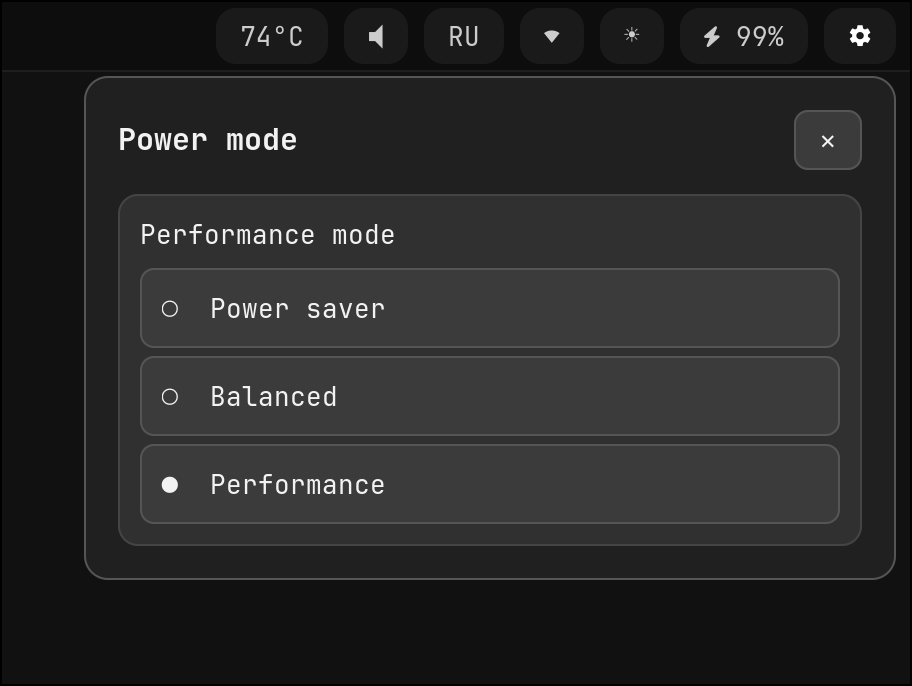 74°C
RU
99%
Power mode
×
Performance mode
Power saver
Balanced
Performance